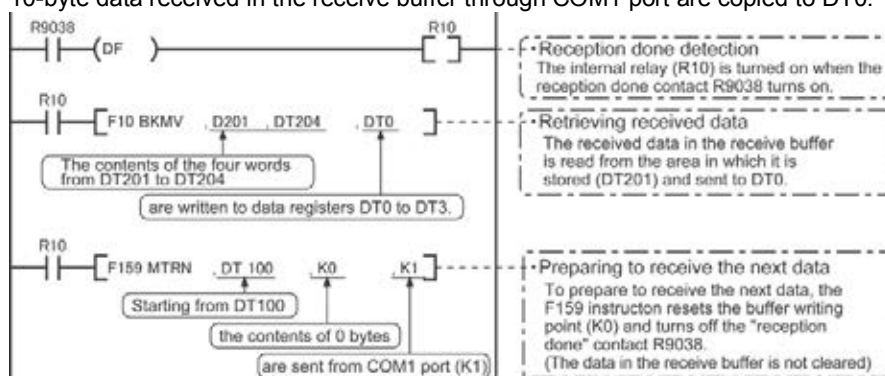 10-byte data received in the receive buffer through COM1 port are copied to DT0.
R9038
DF
R10
Reception done detection
The internal relay (R10) is turned on when the
reception done contact R9038 turns on.
R10
F10 BKMV , D201 , DT204 , DT0
The contents of the four words
from DT201 to DT204
are written to data registers DT0 to DT3.
Retrieving received data
The received data in the receive buffer
is read from the area in which it is
stored (DT201) and sent to DT0.
R10
F159 MTRN , DT 100 , K0 , K1
Starting from DT100
the contents of 0 bytes
are sent from COM1 port (K1)
Preparing to receive the next data
To prepare to receive the next data, the
F159 instructon resets the buffer writing
point (K0) and turns off the "reception
done" contact R9038.
(The data in the receive buffer is not cleared)